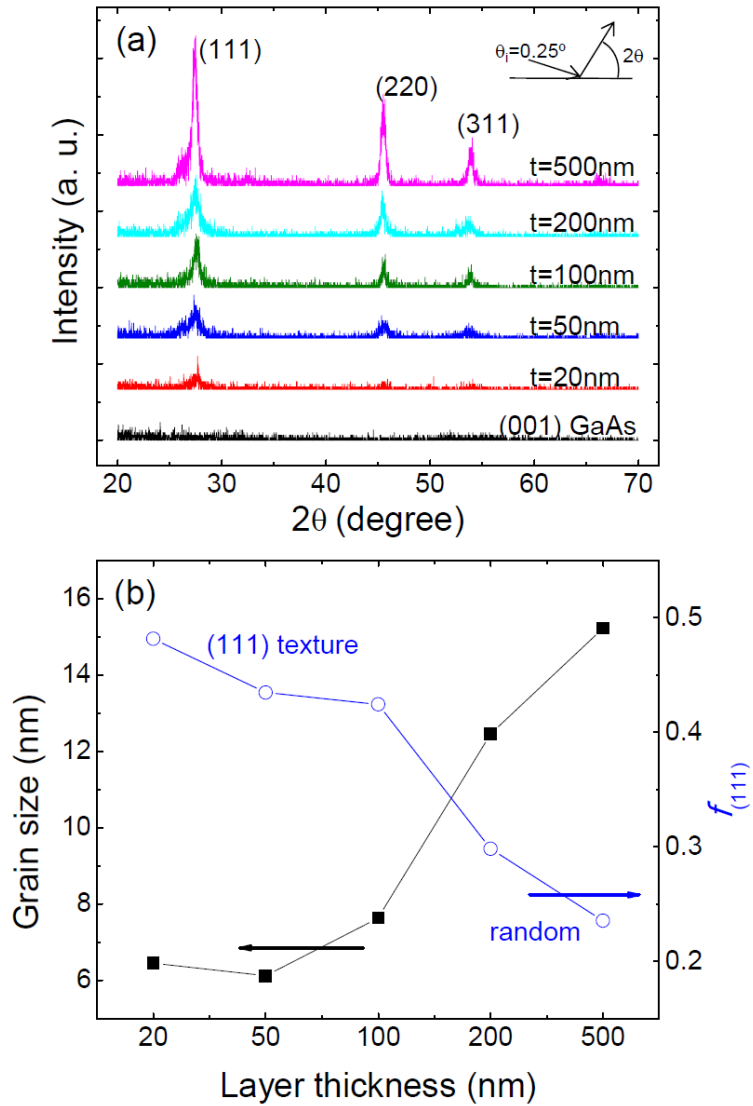 (a)
(111)
(220)
(311)
θi=0.25º
2θ
t=500nm
t=200nm
t=100nm
t=50nm
t=20nm
(001) GaAs
Intensity (a. u.)
20 30 40 50 60 70
2θ (degree)
(b)
(111) texture
random
16
14
12
10
8
6
Grain size (nm)
0.5
0.4
0.3
0.2
f(111)
20 50 100 200 500
Layer thickness (nm)